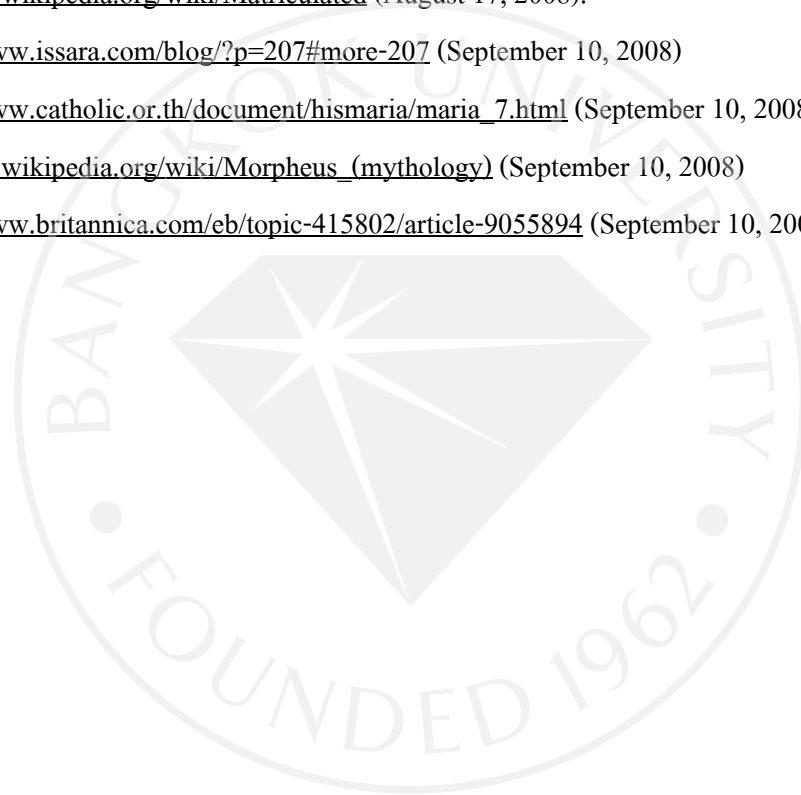 wikipedia.org/wiki/Matriculated (August 17, 2008).
ww.issara.com/blog/?p=207#more-207 (September 10, 2008)
ww.catholic.or.th/document/hismaria/maria_7.html (September 10, 2008
.wikipedia.org/wiki/Morpheus_(mythology) (September 10, 2008)
ww.britannica.com/eb/topic-415802/article-9055894 (September 10, 200
BANGKOK UNIVERSITY
FOUNDED 1962